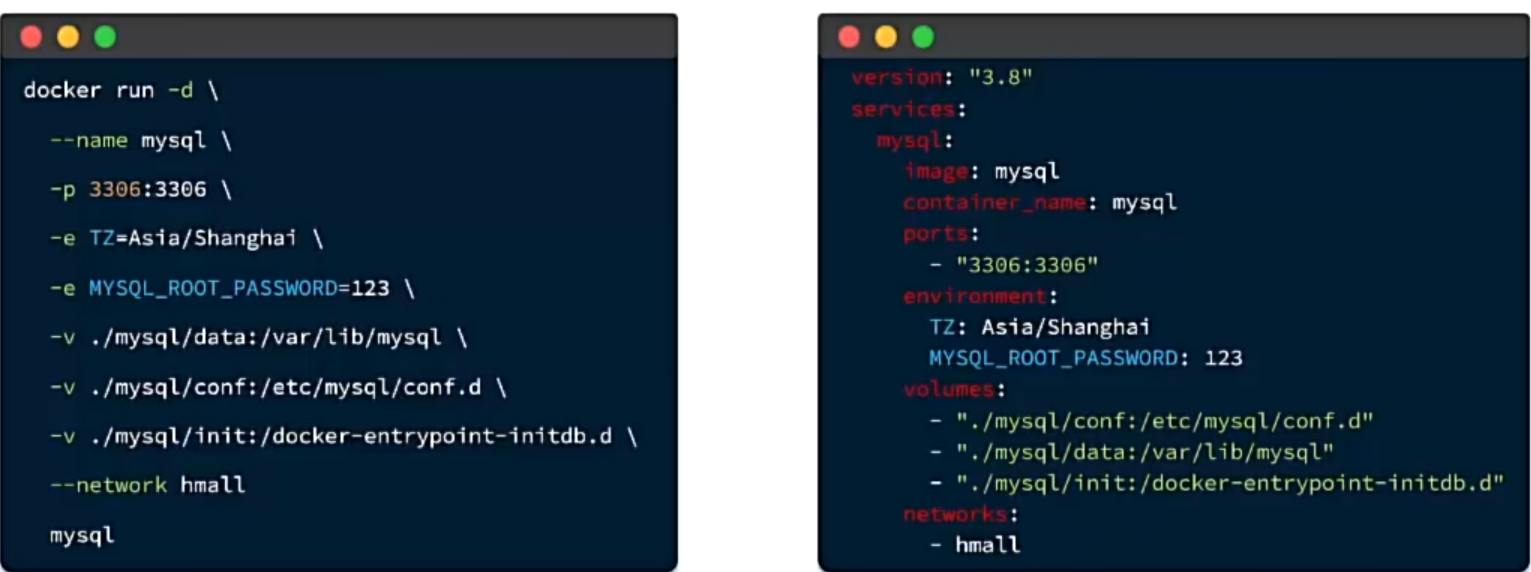 docker run -d \
--name mysql \
-p 3306:3306 \
-e TZ=Asia/Shanghai \
-e MYSQL_ROOT_PASSWORD=123 \
-v ./mysql/data:/var/lib/mysql \
-v ./mysql/conf:/etc/mysql/conf.d \
-v ./mysql/init:/docker-entrypoint-initdb.d \
--network hmall
mysql
version: "3.8"
services:
  mysql:
    image: mysql
    container_name: mysql
    ports:
      - "3306:3306"
    environment:
      TZ: Asia/Shanghai
      MYSQL_ROOT_PASSWORD: 123
    volumes:
      - "./mysql/conf:/etc/mysql/conf.d"
      - "./mysql/data:/var/lib/mysql"
      - "./mysql/init:/docker-entrypoint-initdb.d"
    networks:
      - hmall